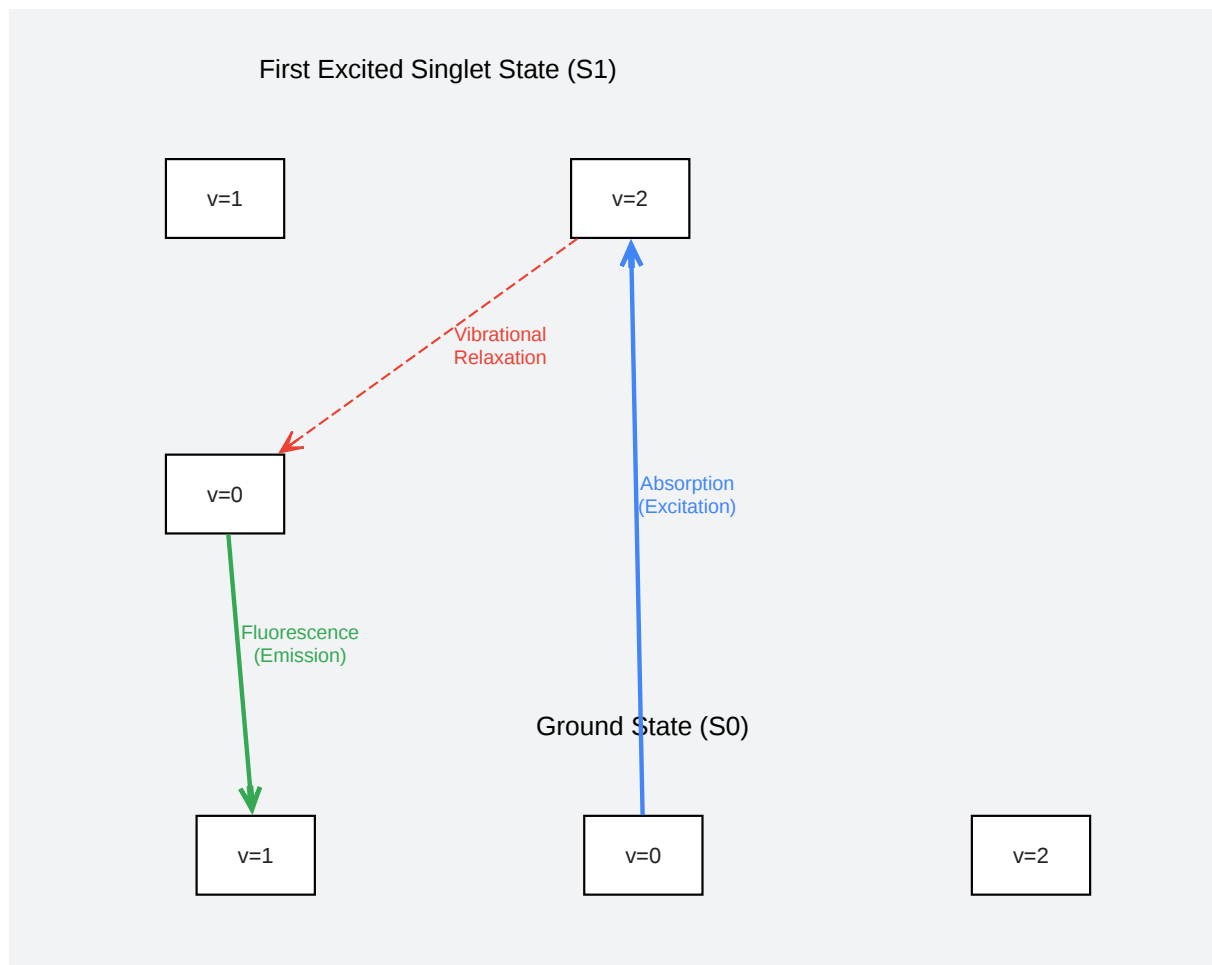 First Excited Singlet State (S1)
v=1
v=2
Vibrational
Relaxation
v=0
Absorption
(Excitation)
Fluorescence
(Emission)
Ground State (S0)
v=1
v=0
v=2